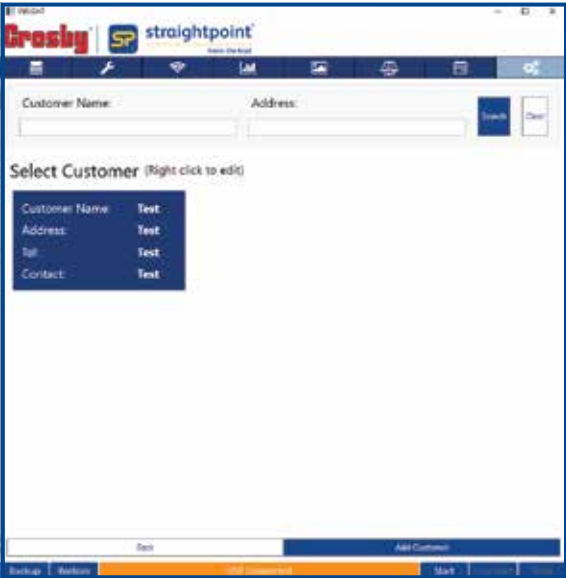 Crosby SP straightpoint
Customer Name: Address:
Search Clear
Select Customer (Right click to edit)
Customer Name: Test
Address: Test
Tel: Test
Contact: Test
Back Add Customer
Backup Restore USB Connected Start